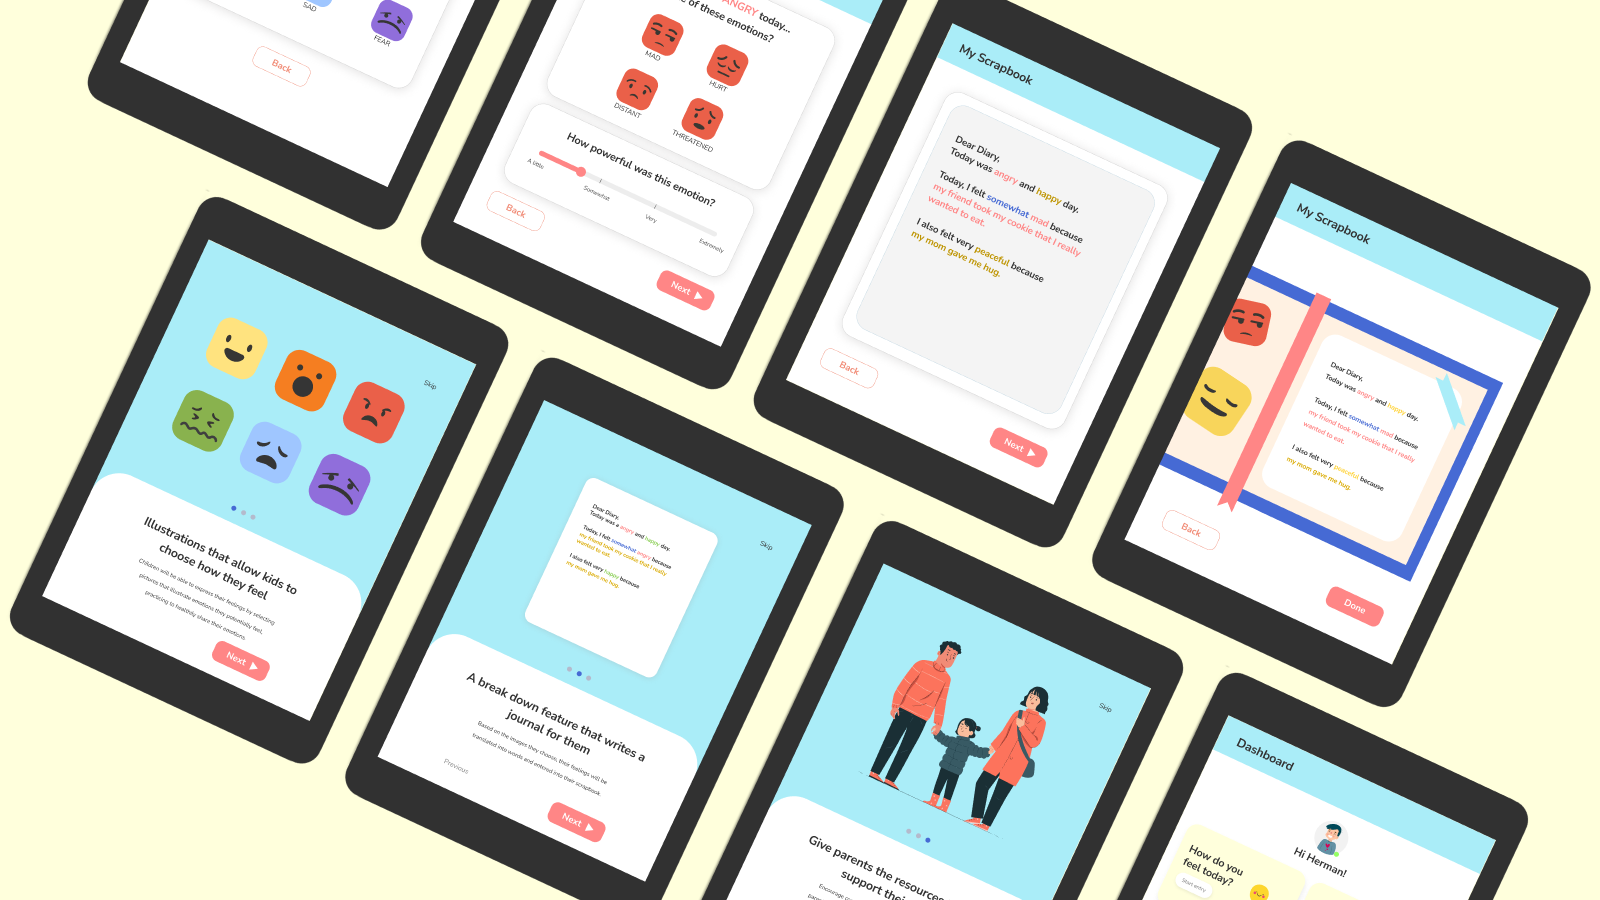 SAD
FEAR
Back
ANGRY today...
of these emotions?
MAD
HURT
DISTANT
THREATENED
How powerful was this emotion?
A little
Somewhat
Very
Extremely
Back
Next
My Scrapbook
Dear Diary,
Today was angry and happy day.
Today, I felt somewhat mad because
my friend took my cookie that I really
wanted to eat.
I also felt very peaceful because
my mom gave me hug.
Back
Next
My Scrapbook
Dear Diary,
Today was angry and happy day.
Today, I felt somewhat mad because
my friend took my cookie that I really
wanted to eat.
I also felt very peaceful because
my mom gave me hug.
Back
Done
Skip
Illustrations that allow kids to
choose how they feel
Children will be able to express their feelings by selecting
pictures that illustrate emotions they potentially feel,
practicing to healthily share their emotions.
Next
Skip
Dear Diary,
Today was a angry and happy day.
Today, I felt somewhat angry because
my friend took my cookie that I really
wanted to eat.
I also felt very happy because
my mom gave me hug.
A break down feature that writes a
journal for them
Based on the images they choose, their feelings will be
translated into words and entered into their scrapbook.
Previous
Next
Skip
Give parents the resources
support their
Encourage
Dashboard
Hi Herman!
How do you
feel today?
Start entry